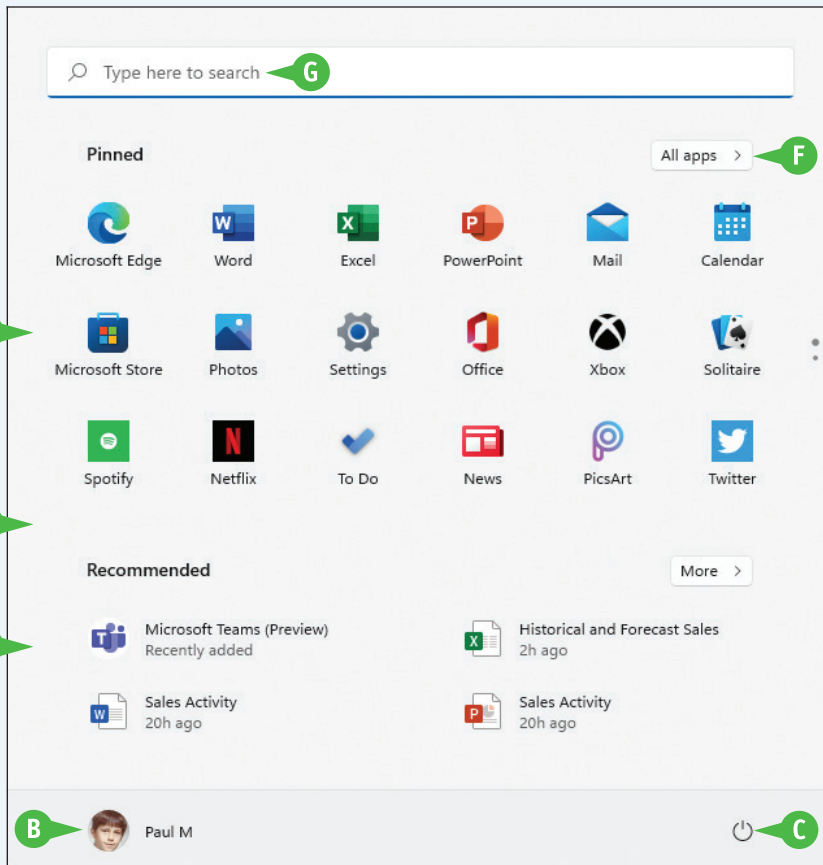 Type here to search G
Pinned All apps > F
Microsoft Edge Word Excel PowerPoint Mail Calendar
Microsoft Store Photos Settings Office Xbox Solitaire
Spotify Netflix To Do News PicsArt Twitter
Recommended More >
Microsoft Teams (Preview) Historical and Forecast Sales
Recently added 2h ago
Sales Activity Sales Activity
20h ago 20h ago
B Paul M C